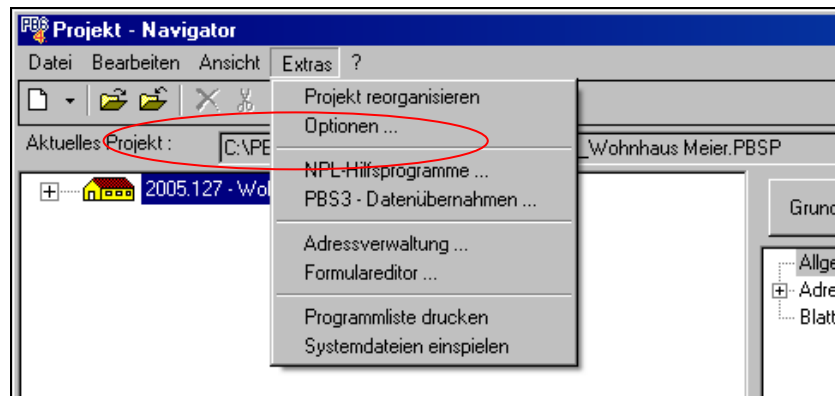 PBS 4 Projekt - Navigator
Datei Bearbeiten Ansicht Extras ?
Projekt reorganisieren
Optionen ...
Aktuelles Projekt : C:\PB _Wohnhaus Meier.PBSP
NPL-Hilfsprogramme ...
2005.127 - Wo
PBS3 - Datenübernahmen ...
Grund
Adressverwaltung ...
Formulareditor ...
Allge
Adre
Blatt
Programmliste drucken
Systemdateien einspielen